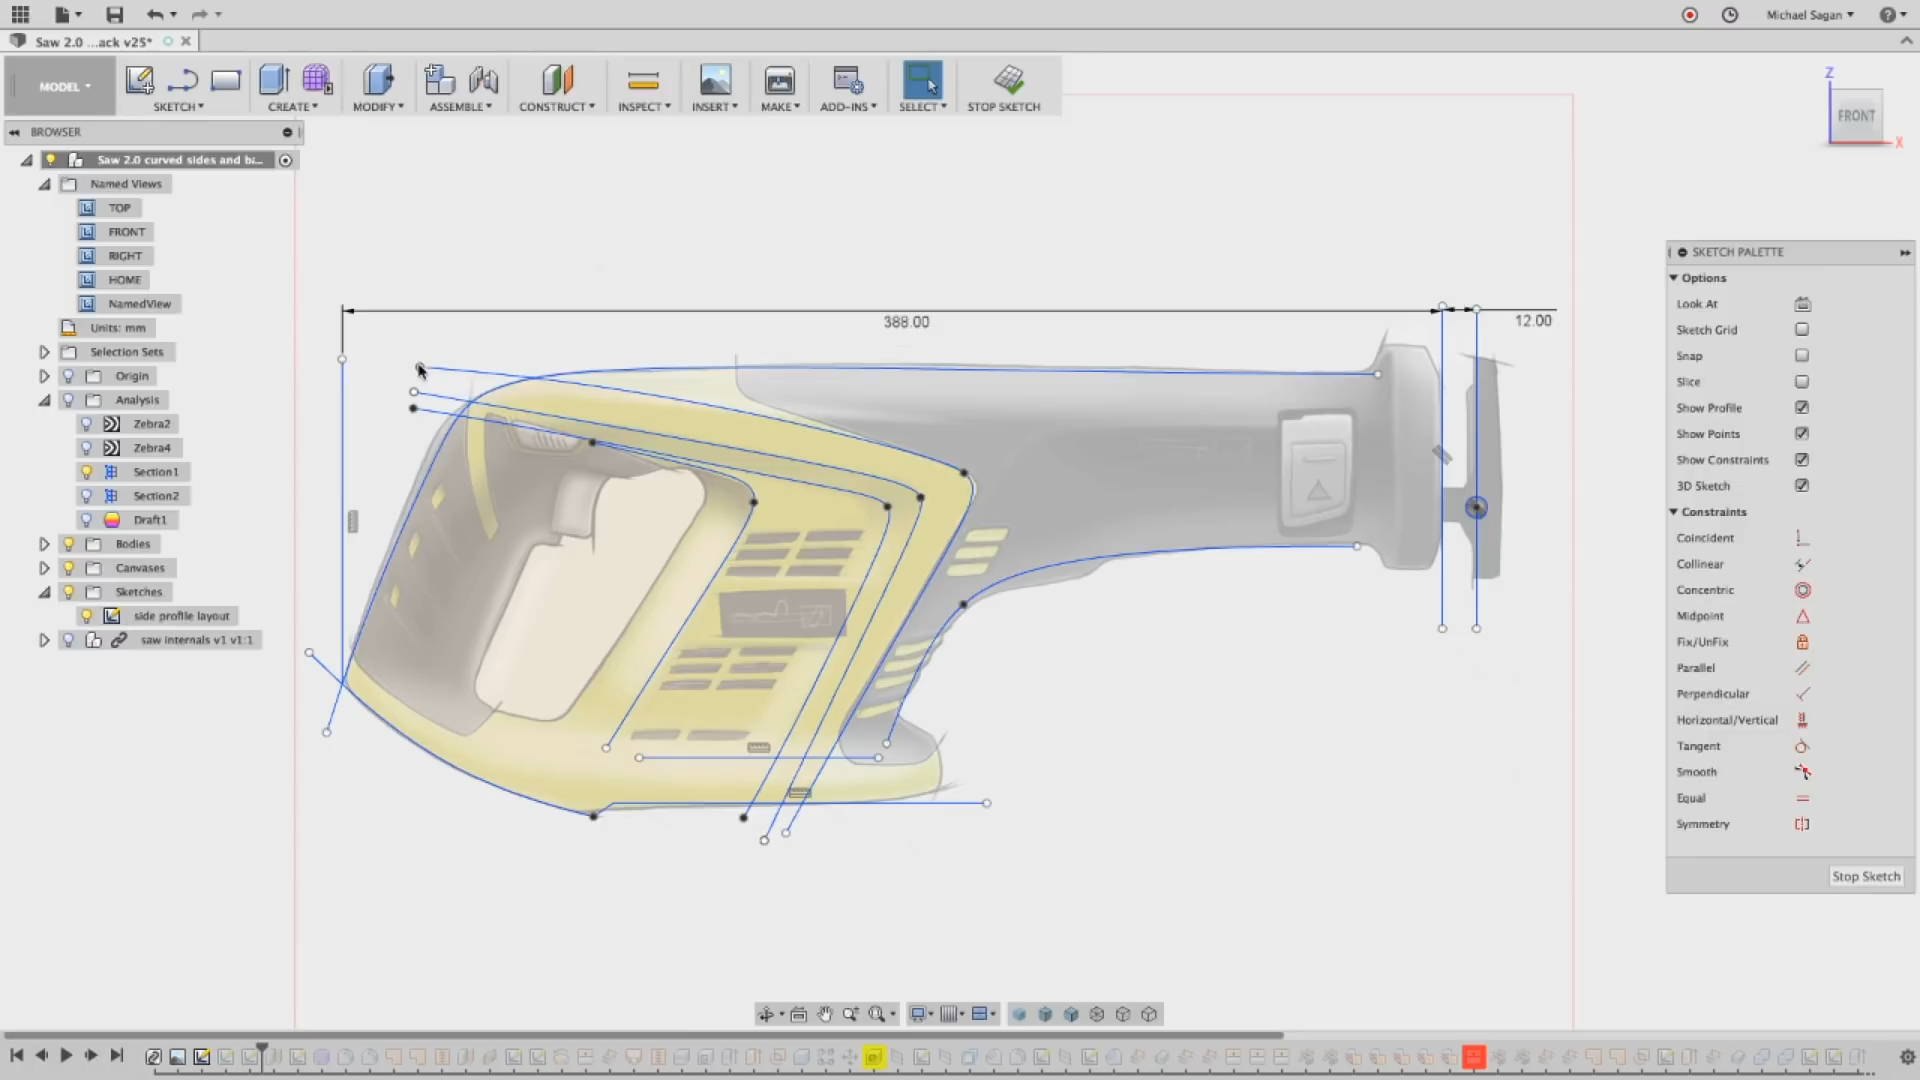 Michael Sagan
Saw 2.0 ...ack v25*
MODEL
SKETCH
CREATE
MODIFY
ASSEMBLE
CONSTRUCT
INSPECT
INSERT
MAKE
ADD-INS
SELECT
STOP SKETCH
Z
FRONT
X
BROWSER
Saw 2.0 curved sides and ba...
Named Views
TOP
FRONT
RIGHT
HOME
NamedView
Units: mm
Selection Sets
Origin
Analysis
Zebra2
Zebra4
Section1
Section2
Draft1
Bodies
Canvases
Sketches
side profile layout
saw internals v1 v1:1
388.00
12.00
SKETCH PALETTE
Options
Look At
Sketch Grid
Snap
Slice
Show Profile
Show Points
Show Constraints
3D Sketch
Constraints
Coincident
Collinear
Concentric
Midpoint
Fix/UnFix
Parallel
Perpendicular
Horizontal/Vertical
Tangent
Smooth
Equal
Symmetry
Stop Sketch